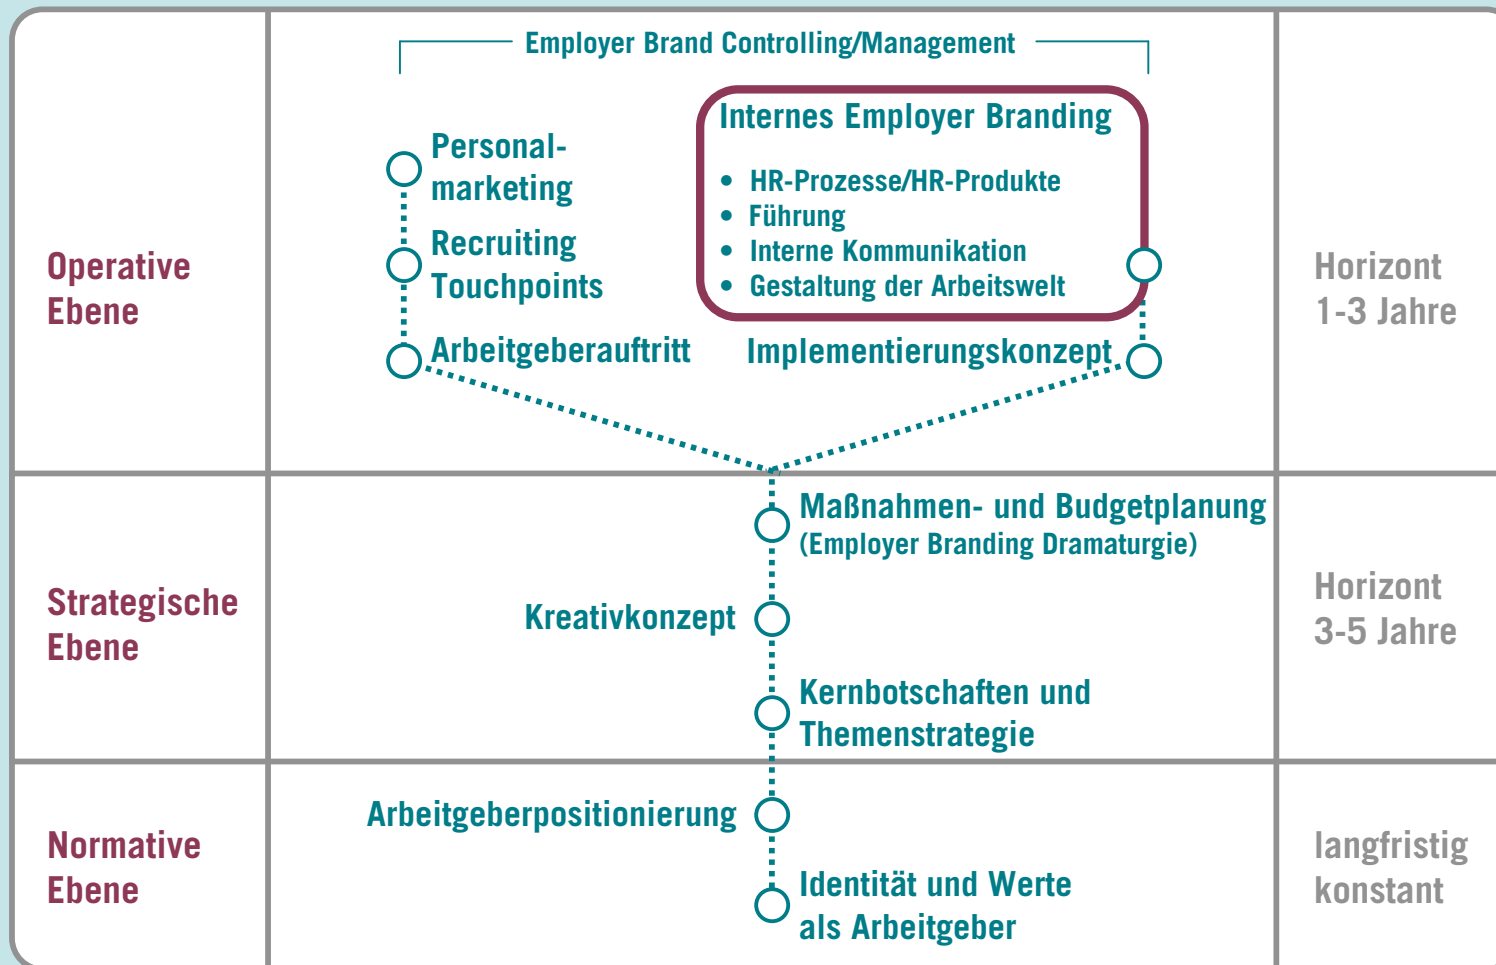 Employer Brand Controlling/Management
Operative
Ebene
Personal-
marketing
Recruiting
Touchpoints
Arbeitgeberauftritt
Internes Employer Branding
• HR-Prozesse/HR-Produkte
• Führung
• Interne Kommunikation
• Gestaltung der Arbeitswelt
Implementierungskonzept
Horizont
1-3 Jahre
Strategische
Ebene
Maßnahmen- und Budgetplanung
(Employer Branding Dramaturgie)
Kreativkonzept
Kernbotschaften und
Themenstrategie
Horizont
3-5 Jahre
Normative
Ebene
Arbeitgeberpositionierung
Identität und Werte
als Arbeitgeber
langfristig
konstant